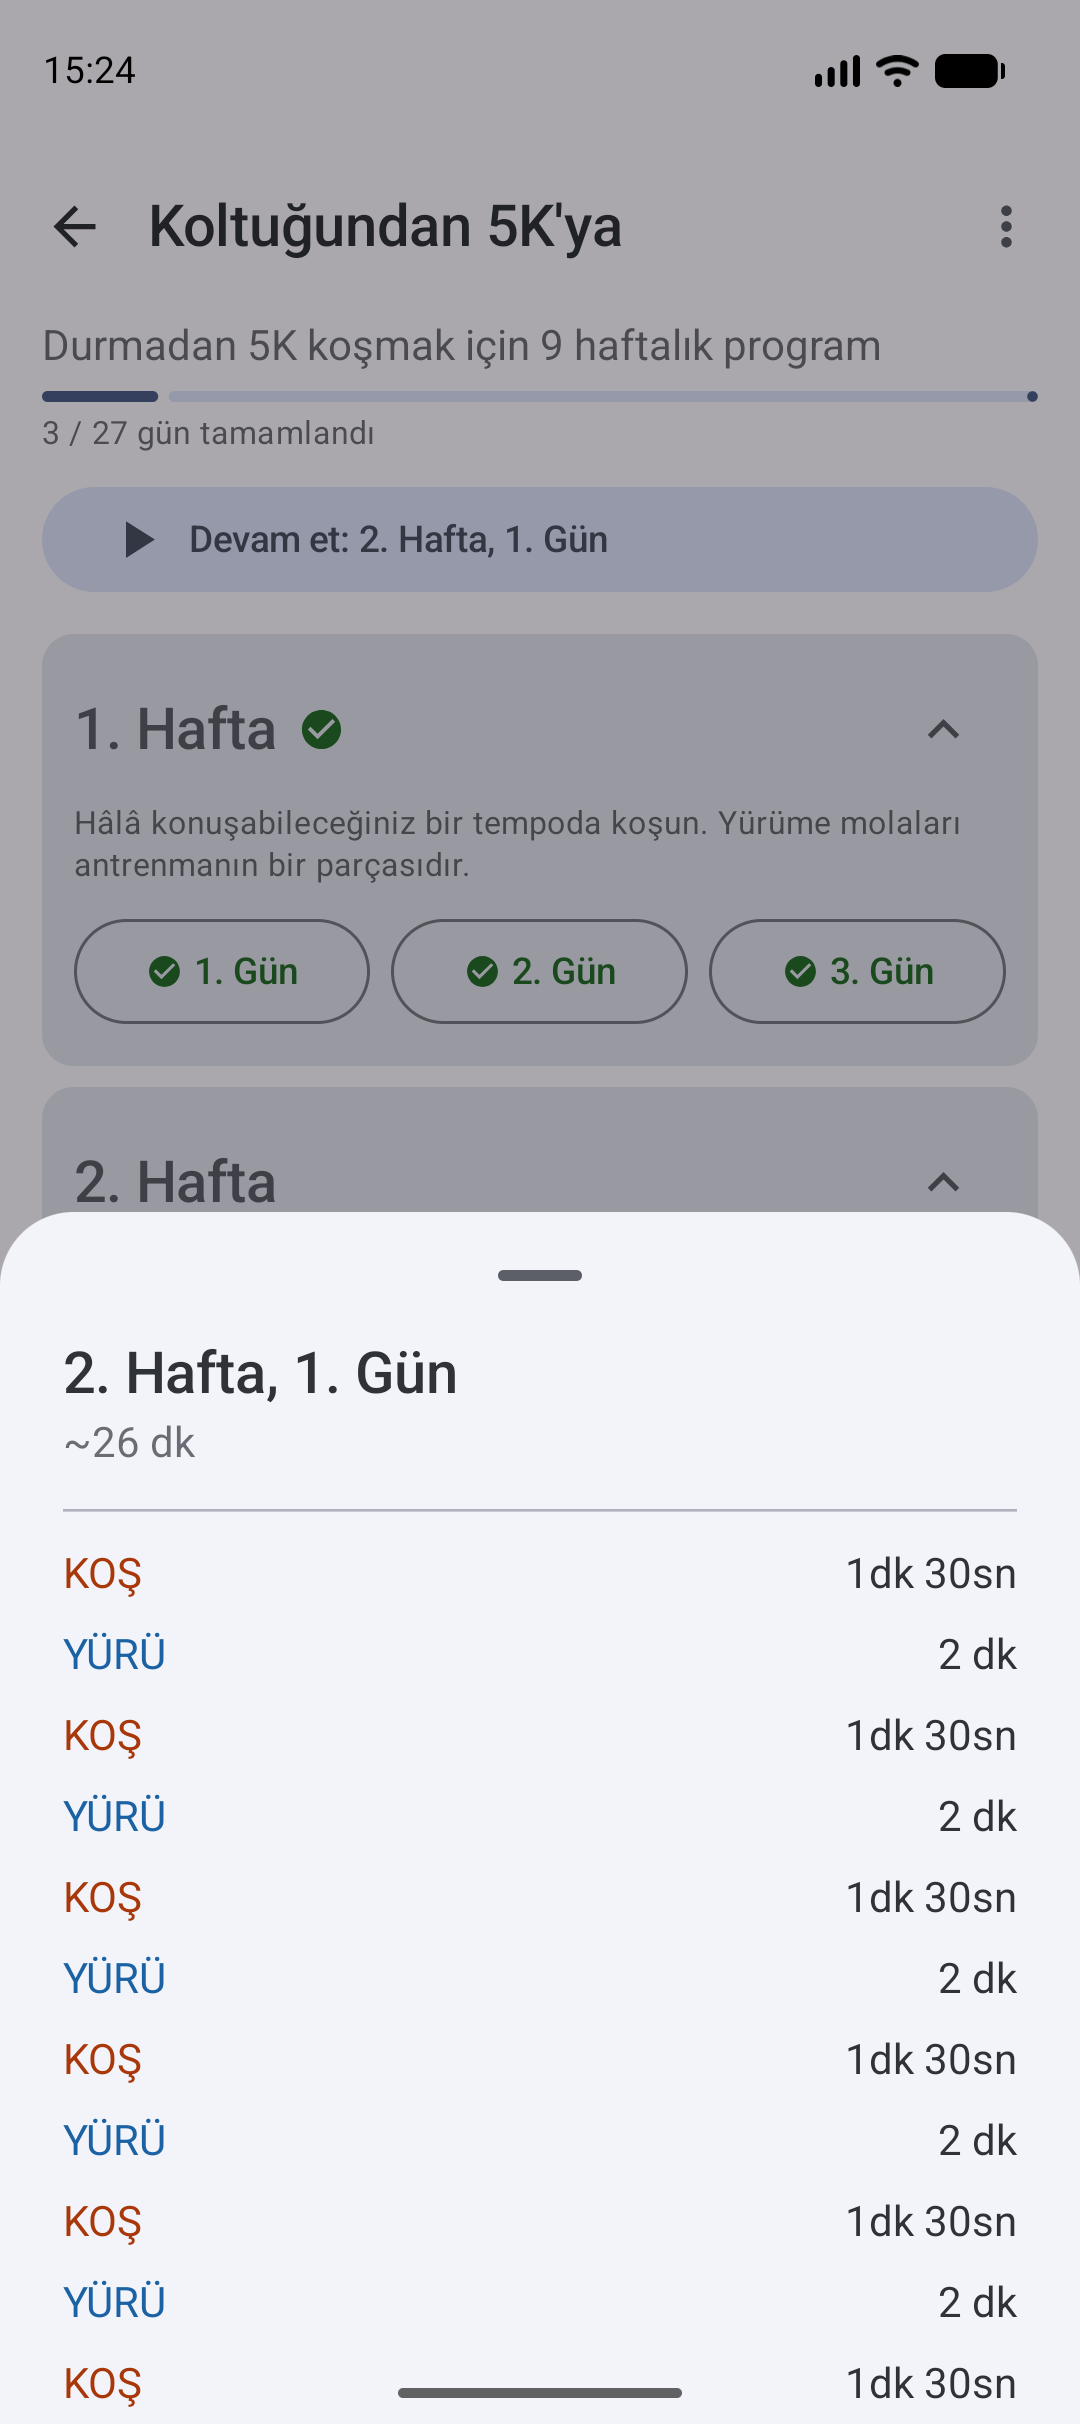 15:24
Koltuğundan 5K'ya
Durmadan 5K koşmak için 9 haftalık program
3 / 27 gün tamamlandı
Devam et: 2. Hafta, 1. Gün
1. Hafta
Hâlâ konuşabileceğiniz bir tempoda koşun. Yürüme molaları
antrenmanın bir parçasıdır.
1. Gün 2. Gün 3. Gün
2. Hafta
2. Hafta, 1. Gün
~26 dk
KOŞ 1dk 30sn
YÜRÜ 2 dk
KOŞ 1dk 30sn
YÜRÜ 2 dk
KOŞ 1dk 30sn
YÜRÜ 2 dk
KOŞ 1dk 30sn
YÜRÜ 2 dk
KOŞ 1dk 30sn
YÜRÜ 2 dk
KOŞ 1dk 30sn